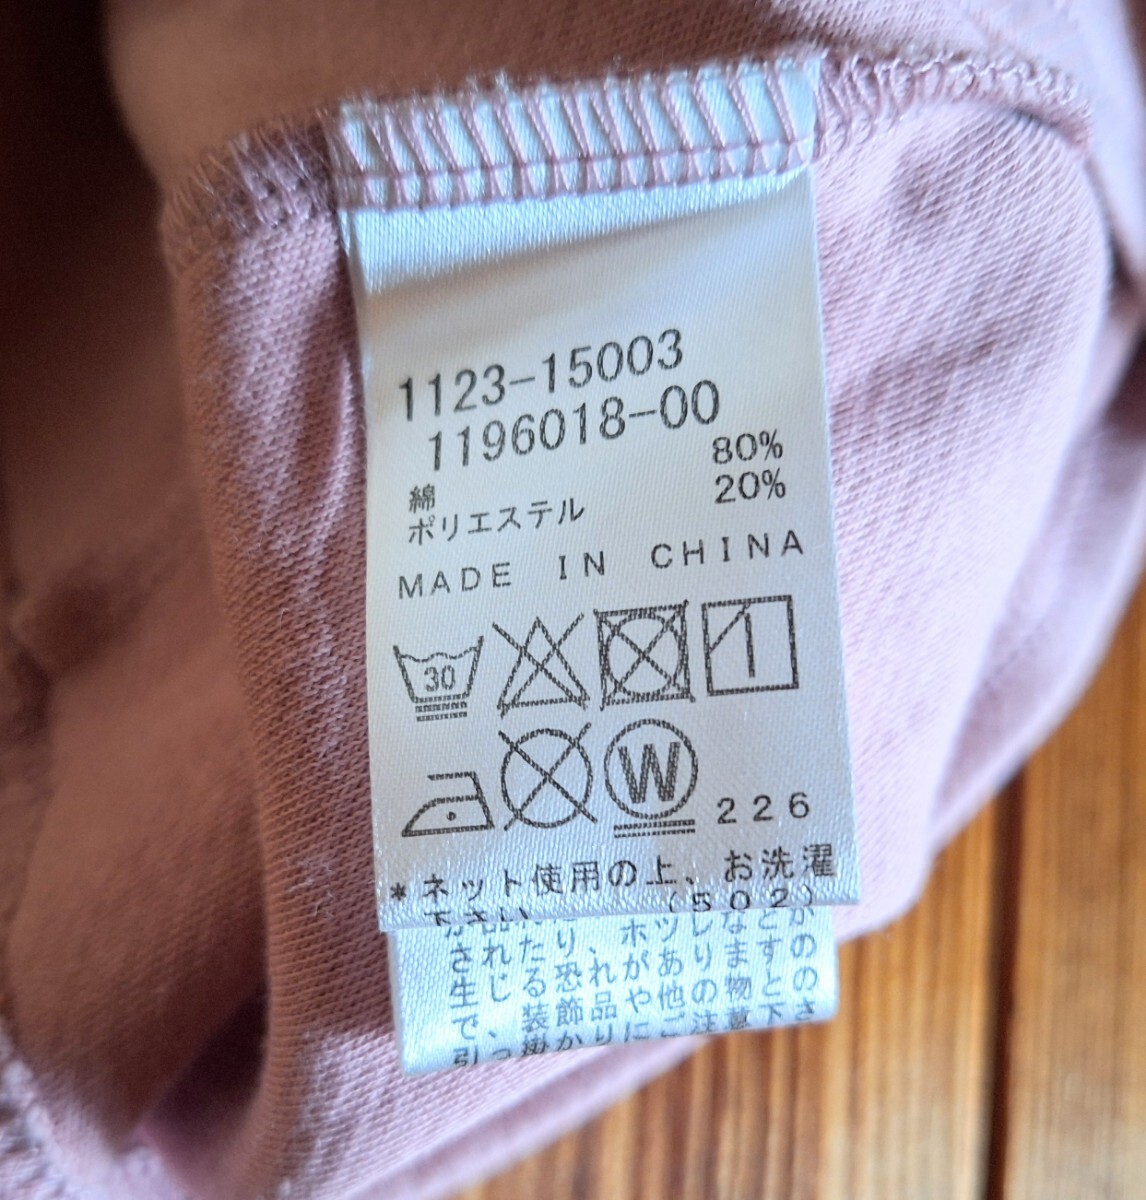 1123-15003
1196018-00
綿 80%
ポリエステル 20%
MADE IN CHINA
30
W 226
*ネット使用の上、お洗濯
下さい。 (502)
されたり、ホツレなどが
生じる恐れがありますの
で、装飾品や他の物との
引っ掛かりにご注意下さ